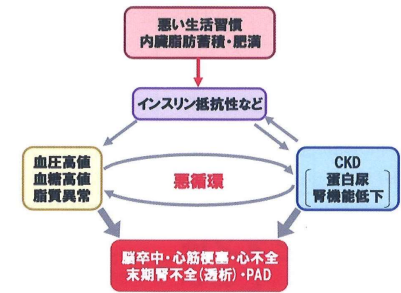 悪い生活習慣
内臓脂肪蓄積・肥満
インスリン抵抗性など
血圧高値
血糖高値
脂質異常
悪循環
CKD
蛋白尿
腎機能低下
脳卒中・心筋梗塞・心不全
末期腎不全(透析)・PAD